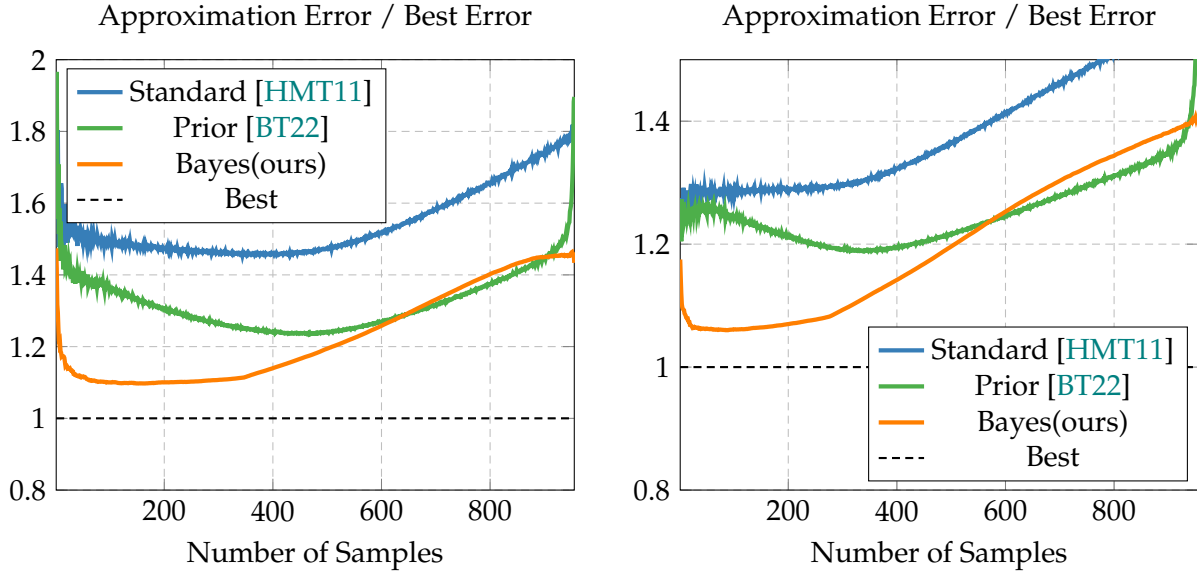 Approximation Error / Best Error
2
1.8
1.6
1.4
1.2
1
0.8
Standard [HMT11]
Prior [BT22]
Bayes(ours)
Best
200
400
600
800
Number of Samples
Approximation Error / Best Error
1.4
1.2
1
0.8
Standard [HMT11]
Prior [BT22]
Bayes(ours)
Best
200
400
600
800
Number of Samples